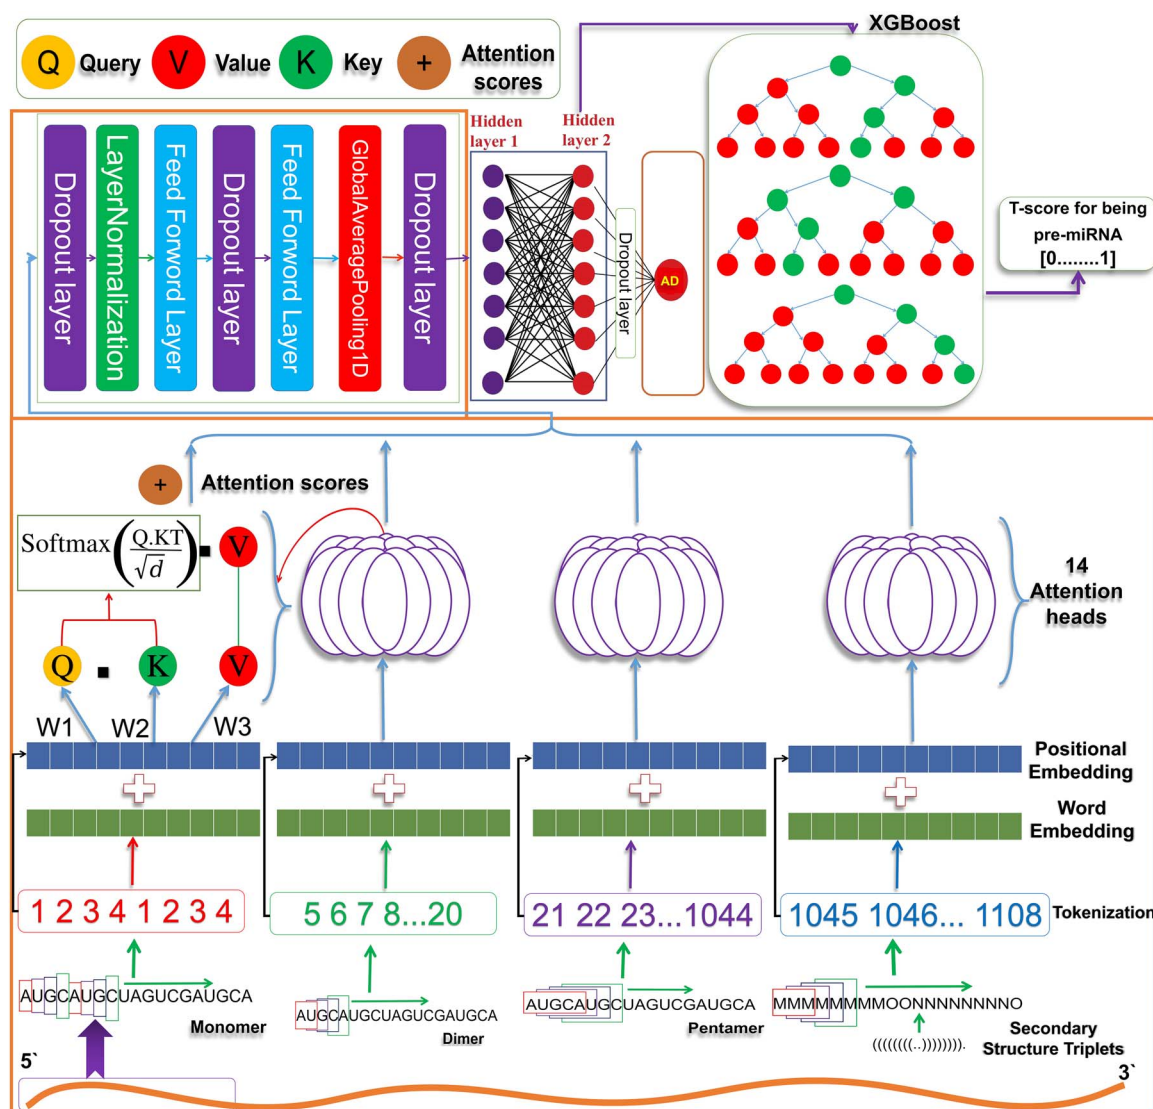 XGBoost
Q Query V Value K Key + Attention scores
Hidden layer 1
Hidden layer 2
Dropout layer
LayerNormalization
Feed Forword Layer
Dropout layer
Feed Forword Layer
GlobalAveragePooling1D
Dropout layer
Dropout layer
AD
T-score for being
pre-miRNA
[0........1]
+ Attention scores
Softmax(Q.KT/√d) ▪ V
14
Attention
heads
Q ▪ K V
W1 W2 W3
Positional
Embedding
Word
Embedding
1 2 3 4 1 2 3 4
5 6 7 8...20
21 22 23...1044
1045 1046... 1108
Tokenization
AUGCAUGCUAGUCGAUGCA
Monomer
AUGCAUGCUAGUCGAUGCA
Dimer
AUGCAUGCUAGUCGAUGCA
Pentamer
MMMMMMMMOONNNNNNNNO
((((((((..)))))))).
Secondary
Structure Triplets
5`
3`